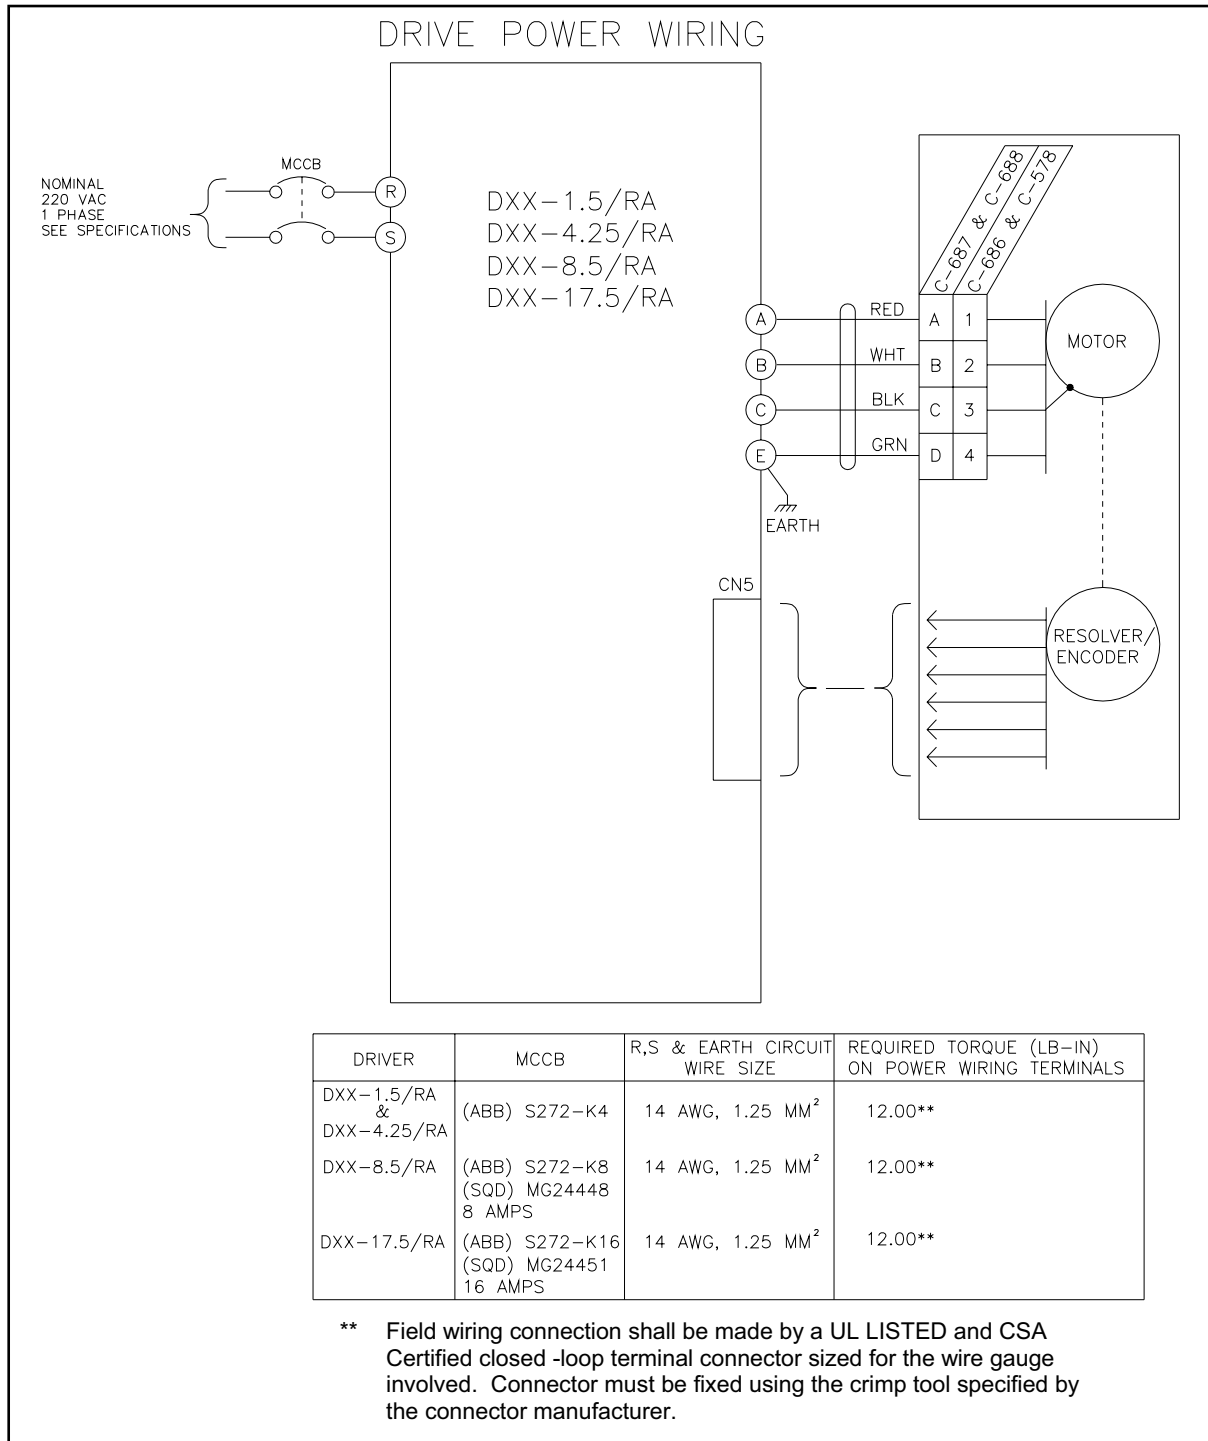 DRIVE POWER WIRING
MCCB
NOMINAL
220 VAC
1 PHASE
SEE SPECIFICATIONS
R
S
DXX-1.5/RA
DXX-4.25/RA
DXX-8.5/RA
DXX-17.5/RA
C-687 & C-688
C-686 & C-578
A RED A 1
B WHT B 2
C BLK C 3
E GRN D 4
MOTOR
EARTH
CN5
RESOLVER/
ENCODER
DRIVER MCCB R,S & EARTH CIRCUIT REQUIRED TORQUE (LB-IN)
WIRE SIZE ON POWER WIRING TERMINALS
DXX-1.5/RA
& (ABB) S272-K4 14 AWG, 1.25 MM² 12.00**
DXX-4.25/RA
DXX-8.5/RA (ABB) S272-K8 14 AWG, 1.25 MM² 12.00**
(SQD) MG24448
8 AMPS
DXX-17.5/RA (ABB) S272-K16 14 AWG, 1.25 MM² 12.00**
(SQD) MG24451
16 AMPS
** Field wiring connection shall be made by a UL LISTED and CSA
Certified closed -loop terminal connector sized for the wire gauge
involved. Connector must be fixed using the crimp tool specified by
the connector manufacturer.